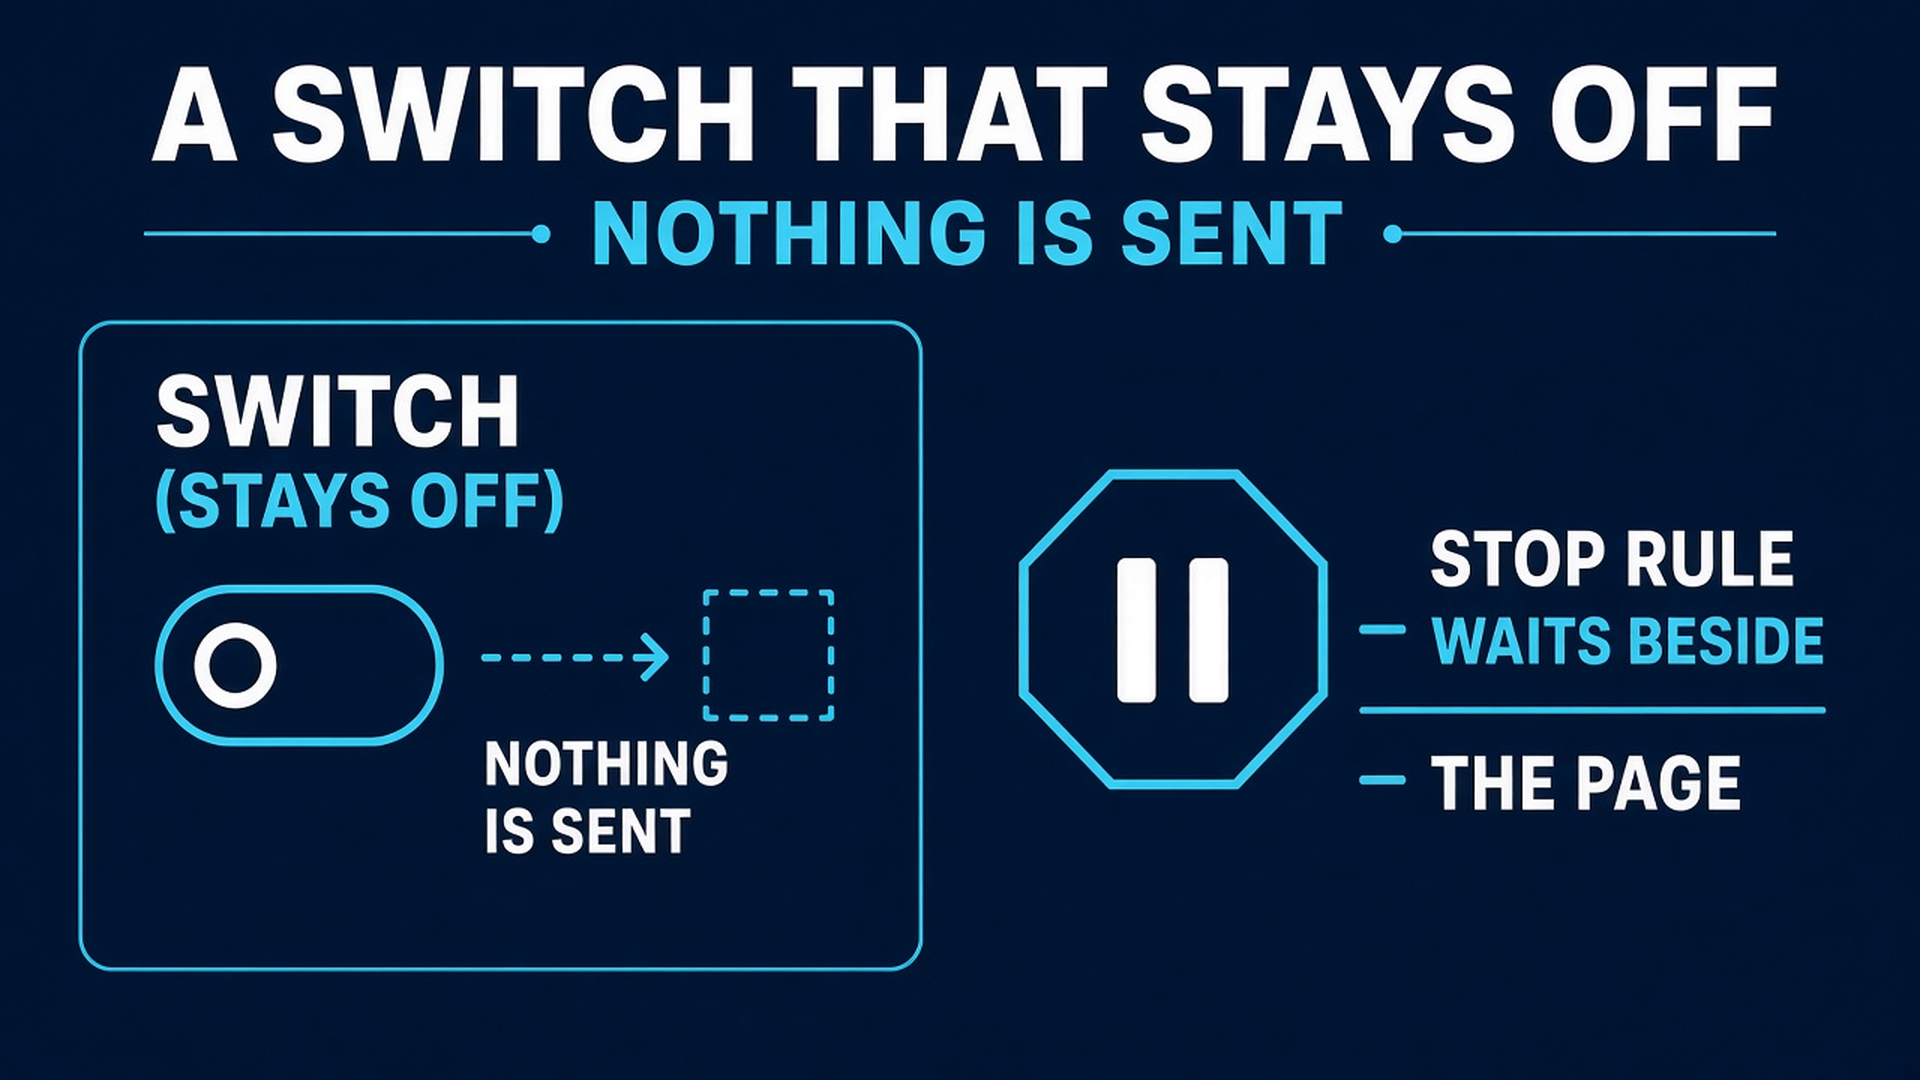 A SWITCH THAT STAYS OFF
NOTHING IS SENT
SWITCH
(STAYS OFF)
NOTHING
IS SENT
STOP RULE
WAITS BESIDE
THE PAGE